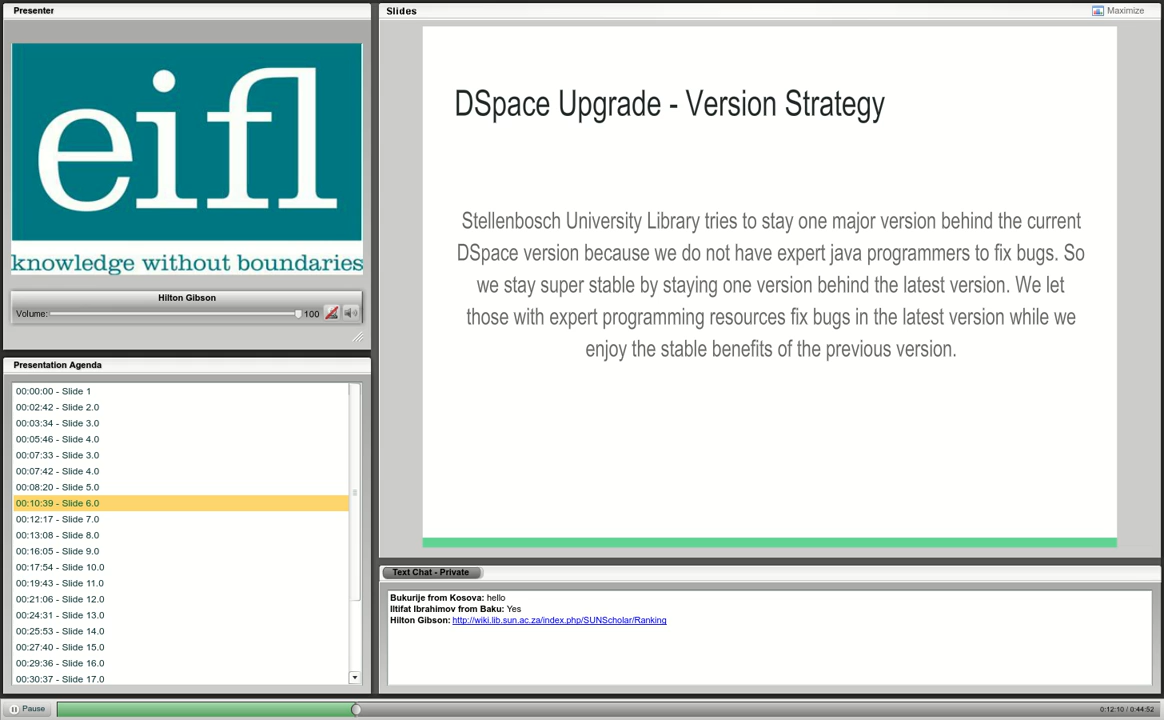 Presenter
eifl
knowledge without boundaries
Hilton Gibson
Volume: 100
Presentation Agenda
00:00:00 - Slide 1
00:02:42 - Slide 2.0
00:03:34 - Slide 3.0
00:05:46 - Slide 4.0
00:07:33 - Slide 3.0
00:07:42 - Slide 4.0
00:08:20 - Slide 5.0
00:10:39 - Slide 6.0
00:12:17 - Slide 7.0
00:13:08 - Slide 8.0
00:16:05 - Slide 9.0
00:17:54 - Slide 10.0
00:19:43 - Slide 11.0
00:21:06 - Slide 12.0
00:24:31 - Slide 13.0
00:25:53 - Slide 14.0
00:27:40 - Slide 15.0
00:29:36 - Slide 16.0
00:30:37 - Slide 17.0
Slides
Maximize
DSpace Upgrade - Version Strategy
Stellenbosch University Library tries to stay one major version behind the current
DSpace version because we do not have expert java programmers to fix bugs. So
we stay super stable by staying one version behind the latest version. We let
those with expert programming resources fix bugs in the latest version while we
enjoy the stable benefits of the previous version.
Text Chat - Private
Bukurije from Kosova: hello
Iltifat Ibrahimov from Baku: Yes
Hilton Gibson: http://wiki.lib.sun.ac.za/index.php/SUNScholar/Ranking
Pause
0:12:10 / 0:44:52